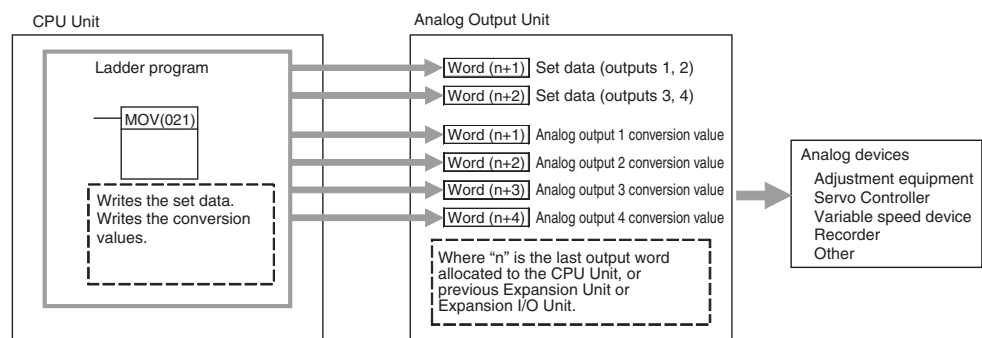 CPU Unit
Ladder program
MOV(021)
Writes the set data.
Writes the conversion
values.
Analog Output Unit
Word (n+1) Set data (outputs 1, 2)
Word (n+2) Set data (outputs 3, 4)
Word (n+1) Analog output 1 conversion value
Word (n+2) Analog output 2 conversion value
Word (n+3) Analog output 3 conversion value
Word (n+4) Analog output 4 conversion value
Where “n” is the last output word
allocated to the CPU Unit, or
previous Expansion Unit or
Expansion I/O Unit.
Analog devices
Adjustment equipment
Servo Controller
Variable speed device
Recorder
Other